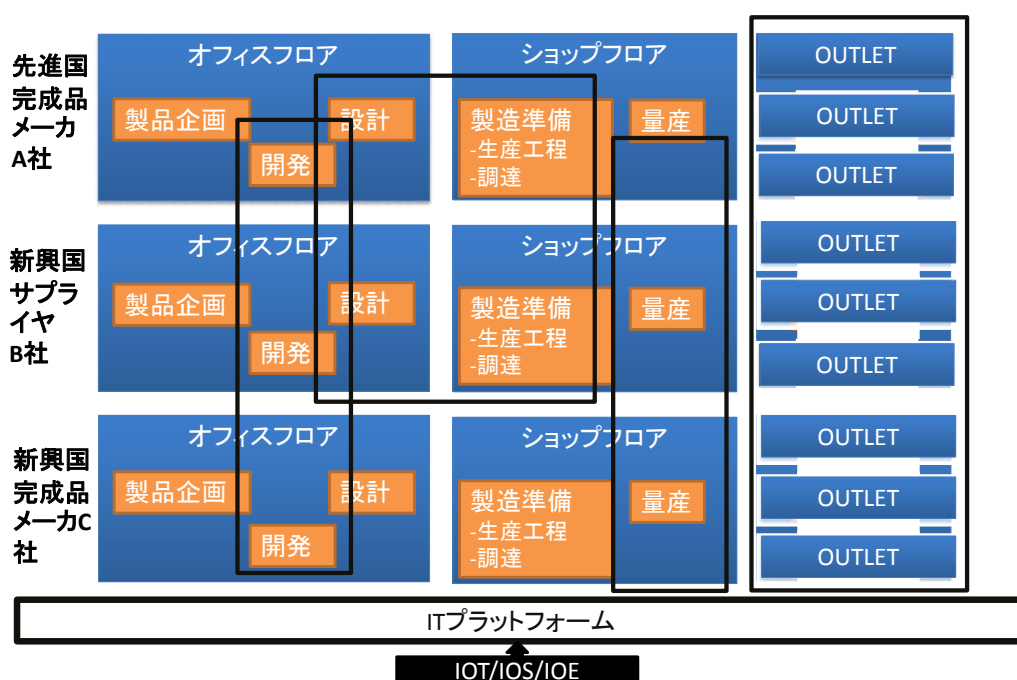 先進国
完成品
メーカ
A社
オフィスフロア
製品企画
設計
開発
ショップフロア
製造準備
-生産工程
-調達
量産
OUTLET
OUTLET
OUTLET
新興国
サプラ
イヤ
B社
オフィスフロア
製品企画
設計
開発
ショップフロア
製造準備
-生産工程
-調達
量産
OUTLET
OUTLET
OUTLET
新興国
完成品
メーカC
社
オフィスフロア
製品企画
設計
開発
ショップフロア
製造準備
-生産工程
-調達
量産
OUTLET
OUTLET
OUTLET
ITプラットフォーム
IOT/IOS/IOE